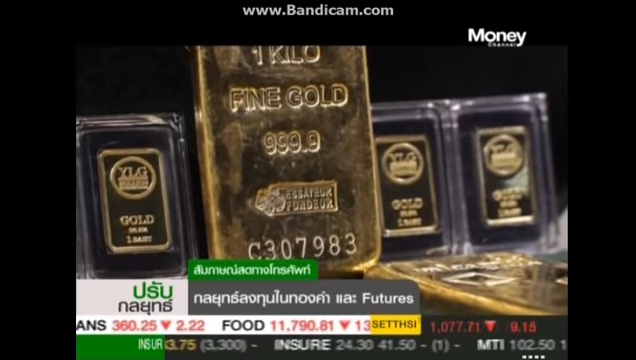 www.Bandicam.com
Money
Channel
1 KILO
FINE GOLD
999.9
ESSAYEUR
FONDEUR
C307983
YLG
BULLION
GOLD
1 BAHT
YLG
GOLD
YLG
สัมภาษณ์สดทางโทรศัพท์
ปรับ
กลยุทธ์
กลยุทธ์ลงทุนในทองคำ และ Futures
ANS 360.25 ▼ 2.22 FOOD 11,790.81 ▼ 13 SETTHSI 1,077.71 ▼ 9.15
INSUR 3.75 (3,300) - INSURE 24.30 41.50 - (1) - MTI 102.50